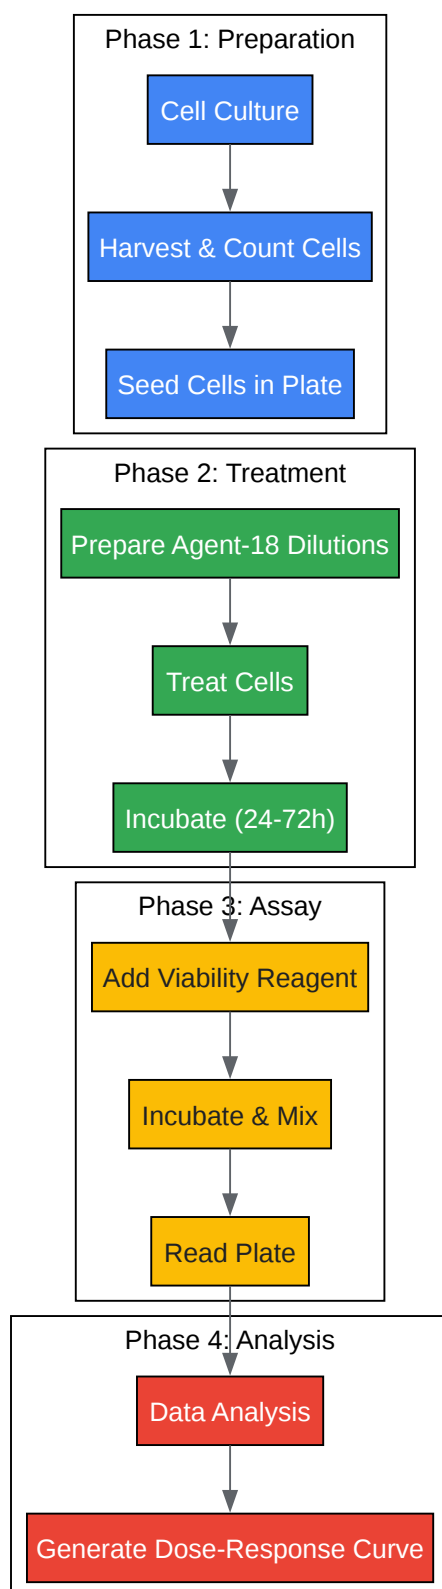 Phase 1: Preparation
Cell Culture
Harvest & Count Cells
Seed Cells in Plate
Phase 2: Treatment
Prepare Agent-18 Dilutions
Treat Cells
Incubate (24-72h)
Phase 3: Assay
Add Viability Reagent
Incubate & Mix
Read Plate
Phase 4: Analysis
Data Analysis
Generate Dose-Response Curve